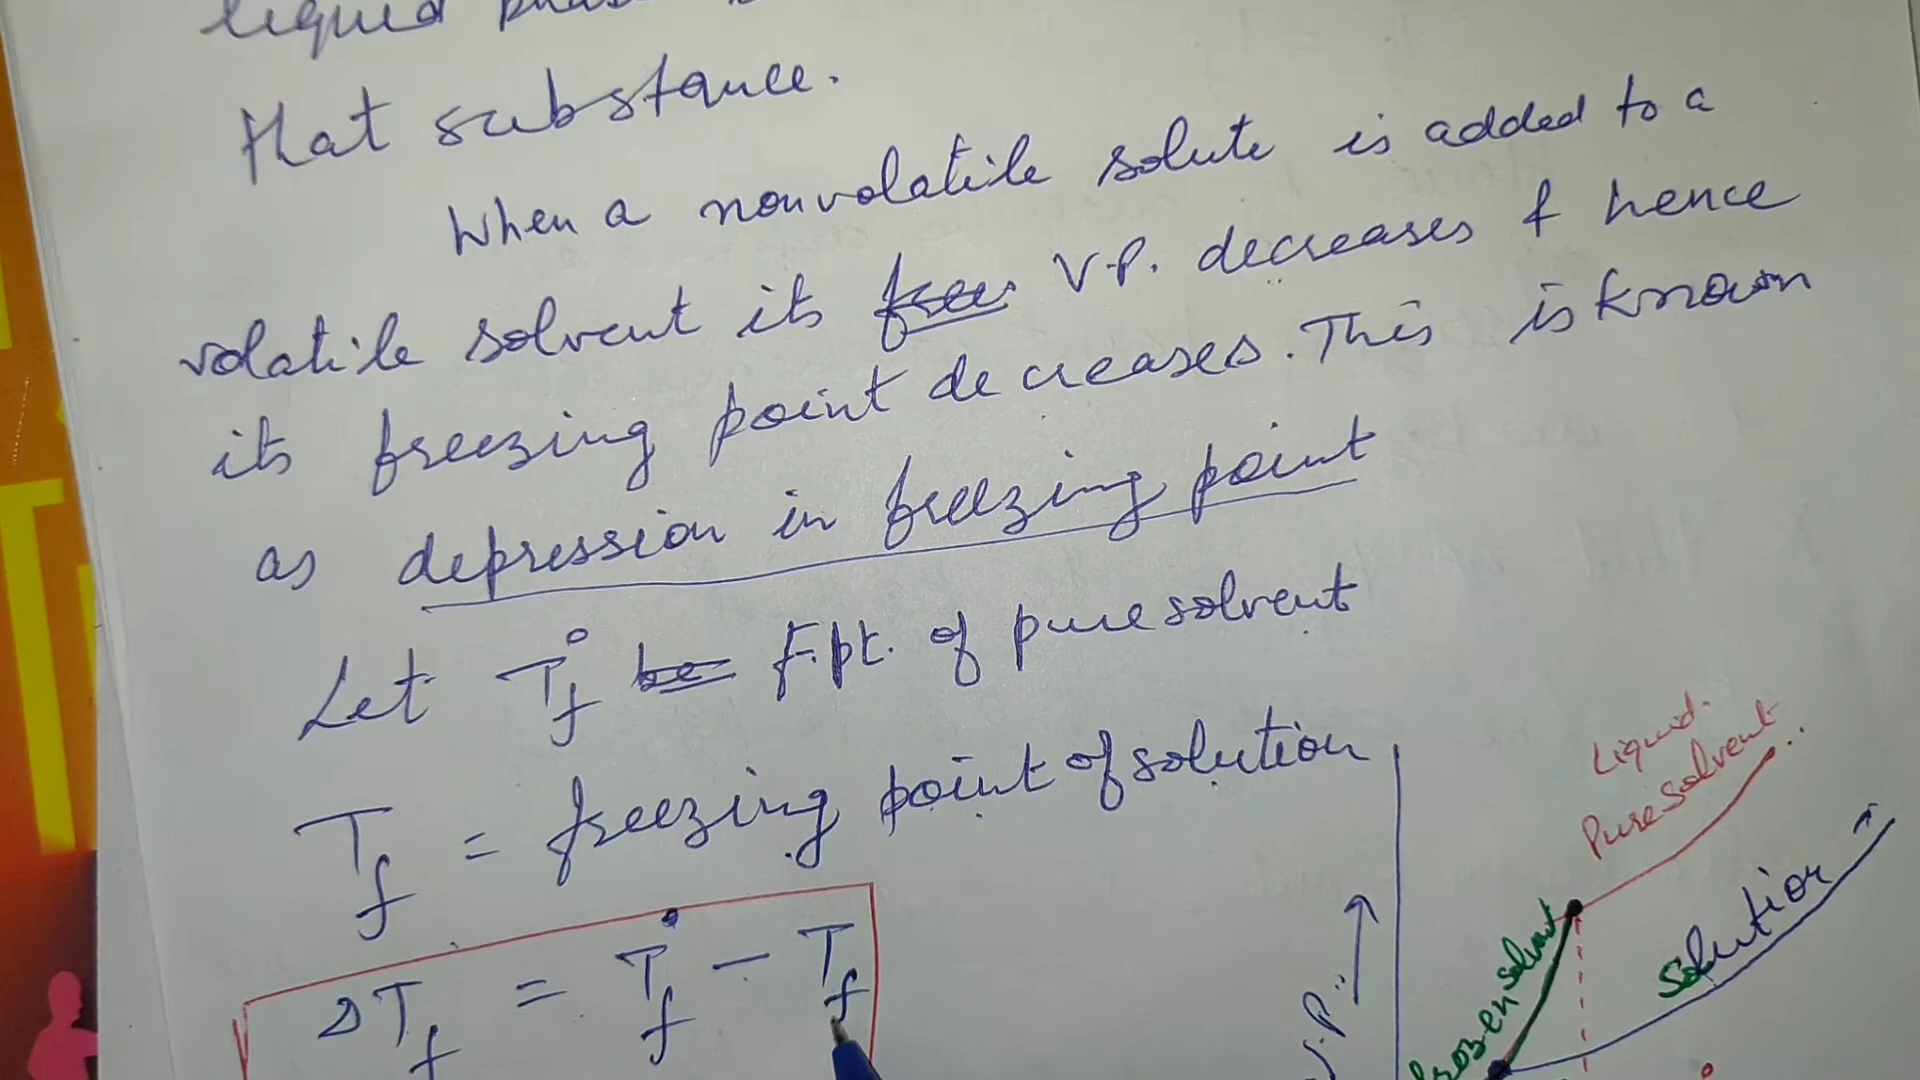 liquid
that substance.
When a nonvolatile solute is added to a
volatile solvent its V.P. decreases & hence
its freezing point decreases. This is known
as depression in freezing point
Let T°f F.pt. of pure solvent
Tf = freezing point of solution
ΔTf = T°f - Tf
Liquid.
Pure solvent
Frozen solvent
solution
V.P.